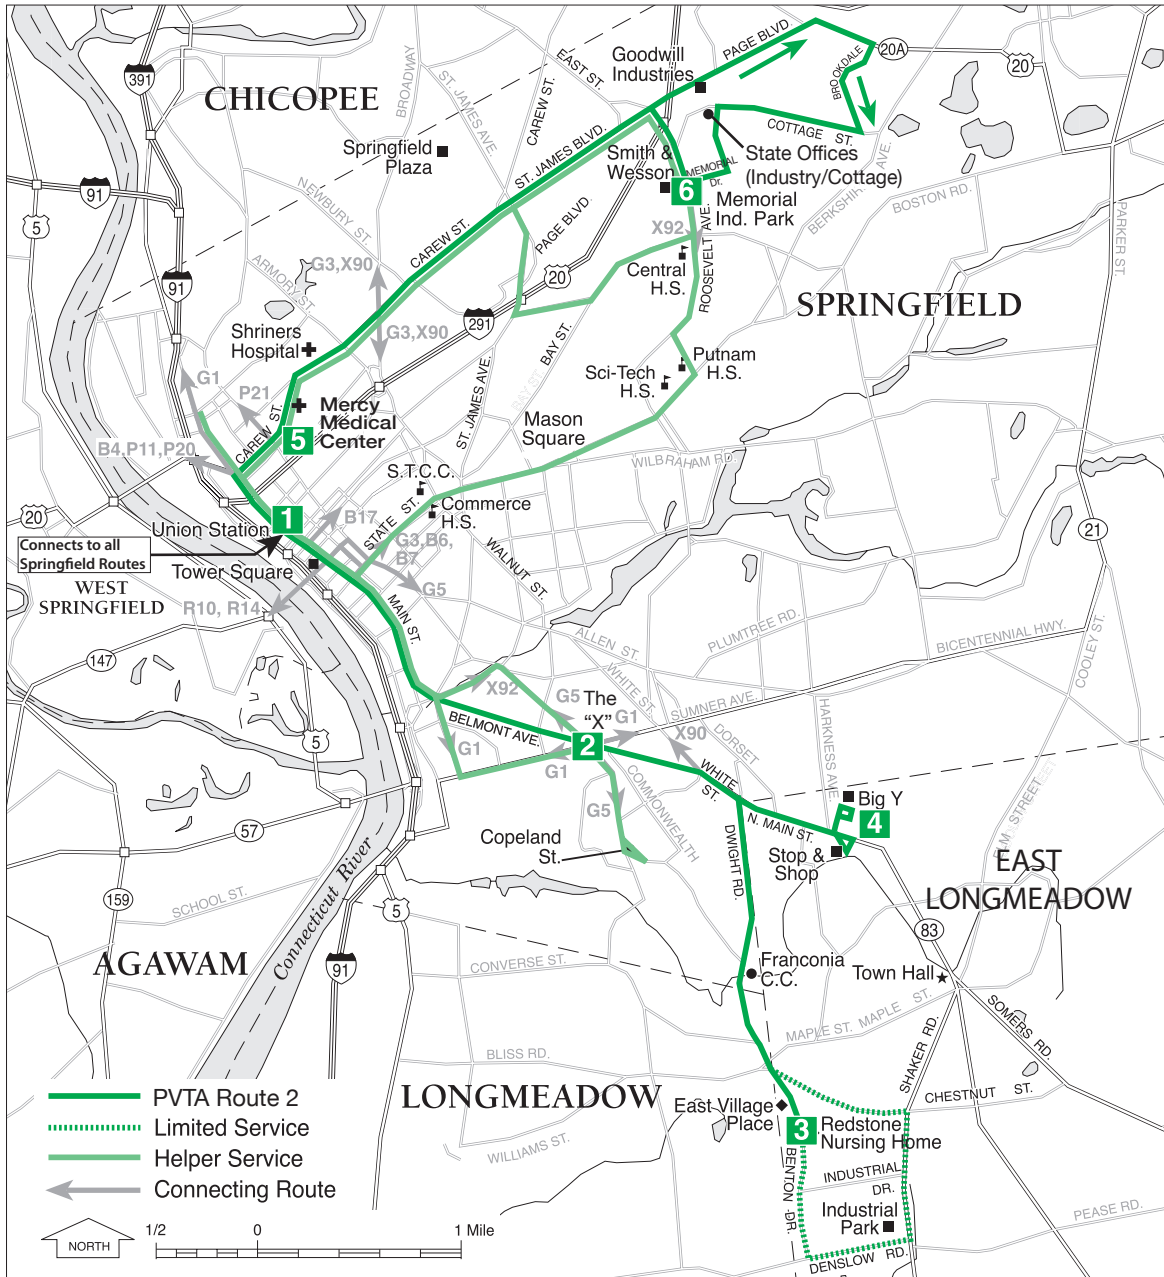 391
CHICOPEE
BROADWAY
ST. JAMES AVE.
EAST ST.
CAREW ST.
Goodwill
Industries
PAGE BLVD.
20A
20
BROOKDALE
COTTAGE ST.
Springfield
Plaza
ST. JAMES BLVD.
Smith &
Wesson
MEMORIAL
Dr.
State Offices
(Industry/Cottage)
6
Memorial
Ind. Park
BERKSHIRE AVE.
BOSTON RD.
PARKER ST.
91
5
NEWBURY ST.
CAREW ST.
PAGE BLVD.
X92
ROOSEVELT AVE.
Central
H.S.
ARMORY ST.
G3,X90
91
20
SPRINGFIELD
291
G3,X90
Shriners
Hospital
BAY ST.
BAY ST.
ST. JAMES AVE.
Sci-Tech
H.S.
Putnam
H.S.
G1
P21
Mercy
Medical
Center
CAREW ST.
5
Mason
Square
B4,P11,P20
WILBRAHAM RD.
S.T.C.C.
Commerce
H.S.
STATE ST.
20
1
Union Station
B17
G3,B6,
B7
WALNUT ST.
21
Connects to all
Springfield Routes
Tower Square
G5
WEST
SPRINGFIELD
R10, R14
MAIN ST.
ALLEN ST.
PLUMTREE RD.
BICENTENNIAL HWY.
COOLEY ST.
147
WHITE ST.
X92
G5
The
“X”
SUMNER AVE.
HARKNESS AVE.
5
BELMONT AVE.
G1
2
G1
X90
DORSET
G1
G5
COMMONWEALTH
WHITE
ST.
Big Y
4
ELM STREET
57
Copeland
St.
N. MAIN ST.
DWIGHT RD.
Stop &
Shop
EAST
LONGMEADOW
159
SCHOOL ST.
Connecticut River
5
83
AGAWAM
91
CONVERSE ST.
Franconia
C.C.
Town Hall
MAPLE ST.
MAPLE ST.
SOMERS RD.
BLISS RD.
SHAKER RD.
CHESTNUT ST.
LONGMEADOW
East Village
Place
3
Redstone
Nursing Home
WILLIAMS ST.
BENTON DR.
INDUSTRIAL
DR.
Industrial
Park
PEASE RD.
DENSLOW RD.
PVTA Route 2
Limited Service
Helper Service
Connecting Route
NORTH
1/2
0
1 Mile